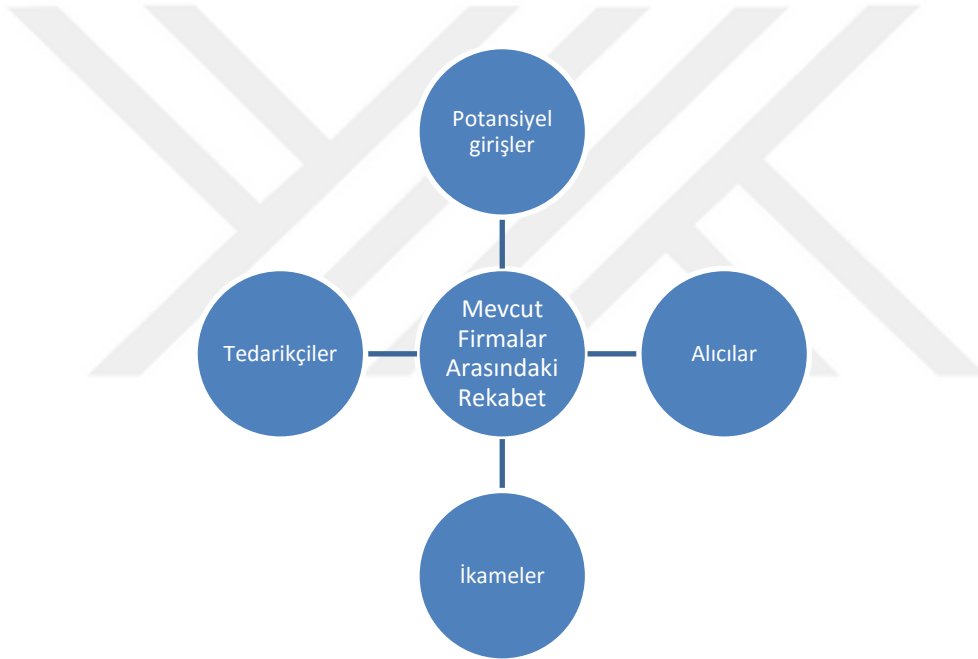 Potansiyel
girişler
Tedarikçiler
Mevcut
Firmalar
Arasındaki
Rekabet
Alıcılar
İkameler